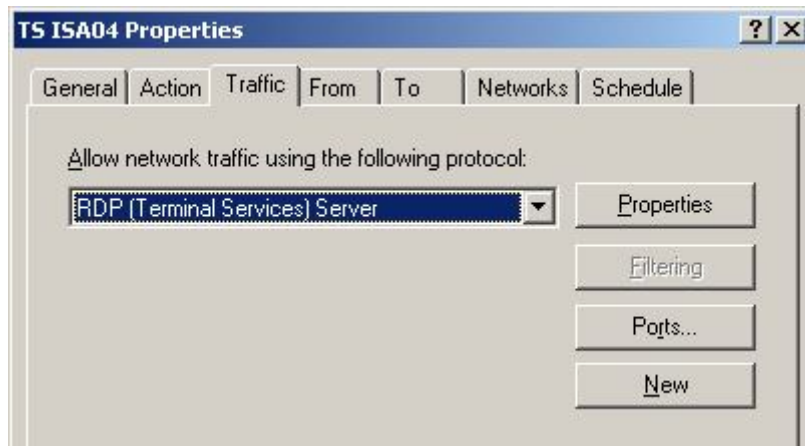 TS ISA04 Properties
General Action Traffic From To Networks Schedule
Allow network traffic using the following protocol:
RDP (Terminal Services) Server
Properties
Filtering
Ports...
New